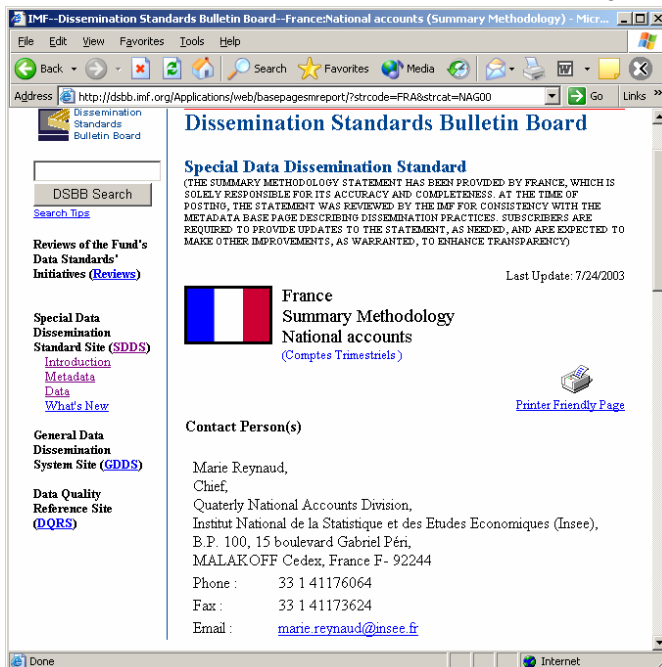 IMF--Dissemination Standards Bulletin Board--France:National accounts (Summary Methodology) - Micr...
File Edit View Favorites Tools Help
Back Search Favorites Media
Address http://dsbb.imf.org/Applications/web/basepagesmreport/?strcode=FRA&strcat=NAG00 Go Links »
Dissemination
Standards
Bulletin Board
DSBB Search
Search Tips
Reviews of the Fund's
Data Standards'
Initiatives (Reviews)
Special Data
Dissemination
Standard Site (SDDS)
Introduction
Metadata
Data
What's New
General Data
Dissemination
System Site (GDDS)
Data Quality
Reference Site
(DQRS)
Dissemination Standards Bulletin Board
Special Data Dissemination Standard
(THE SUMMARY METHODOLOGY STATEMENT HAS BEEN PROVIDED BY FRANCE, WHICH IS
SOLELY RESPONSIBLE FOR ITS ACCURACY AND COMPLETENESS. AT THE TIME OF
POSTING, THE STATEMENT WAS REVIEWED BY THE IMF FOR CONSISTENCY WITH THE
METADATA BASE PAGE DESCRIBING DISSEMINATION PRACTICES. SUBSCRIBERS ARE
REQUIRED TO PROVIDE UPDATES TO THE STATEMENT, AS NEEDED, AND ARE EXPECTED TO
MAKE OTHER IMPROVEMENTS, AS WARRANTED, TO ENHANCE TRANSPARENCY)
Last Update: 7/24/2003
France
Summary Methodology
National accounts
(Comptes Trimestriels )
Printer Friendly Page
Contact Person(s)
Marie Reynaud,
Chief,
Quaterly National Accounts Division,
Institut National de la Statistique et des Etudes Economiques (Insee),
B.P. 100, 15 boulevard Gabriel Péri,
MALAKOFF Cedex, France F- 92244
Phone : 33 1 41176064
Fax : 33 1 41173624
Email : marie.reynaud@insee.fr
Done Internet